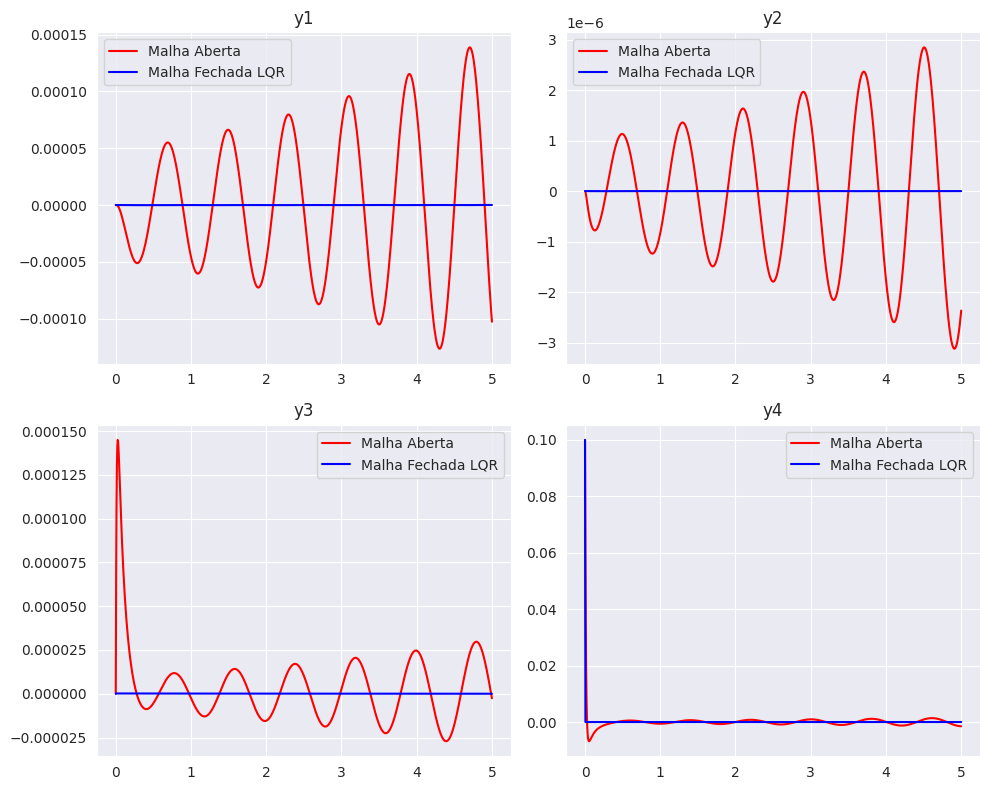 y1
Malha Aberta
Malha Fechada LQR
0.00015
0.00010
0.00005
0.00000
−0.00005
−0.00010
0 1 2 3 4 5
y2
1e−6
Malha Aberta
Malha Fechada LQR
3
2
1
0
−1
−2
−3
0 1 2 3 4 5
y3
Malha Aberta
Malha Fechada LQR
0.000150
0.000125
0.000100
0.000075
0.000050
0.000025
0.000000
−0.000025
0 1 2 3 4 5
y4
Malha Aberta
Malha Fechada LQR
0.10
0.08
0.06
0.04
0.02
0.00
0 1 2 3 4 5